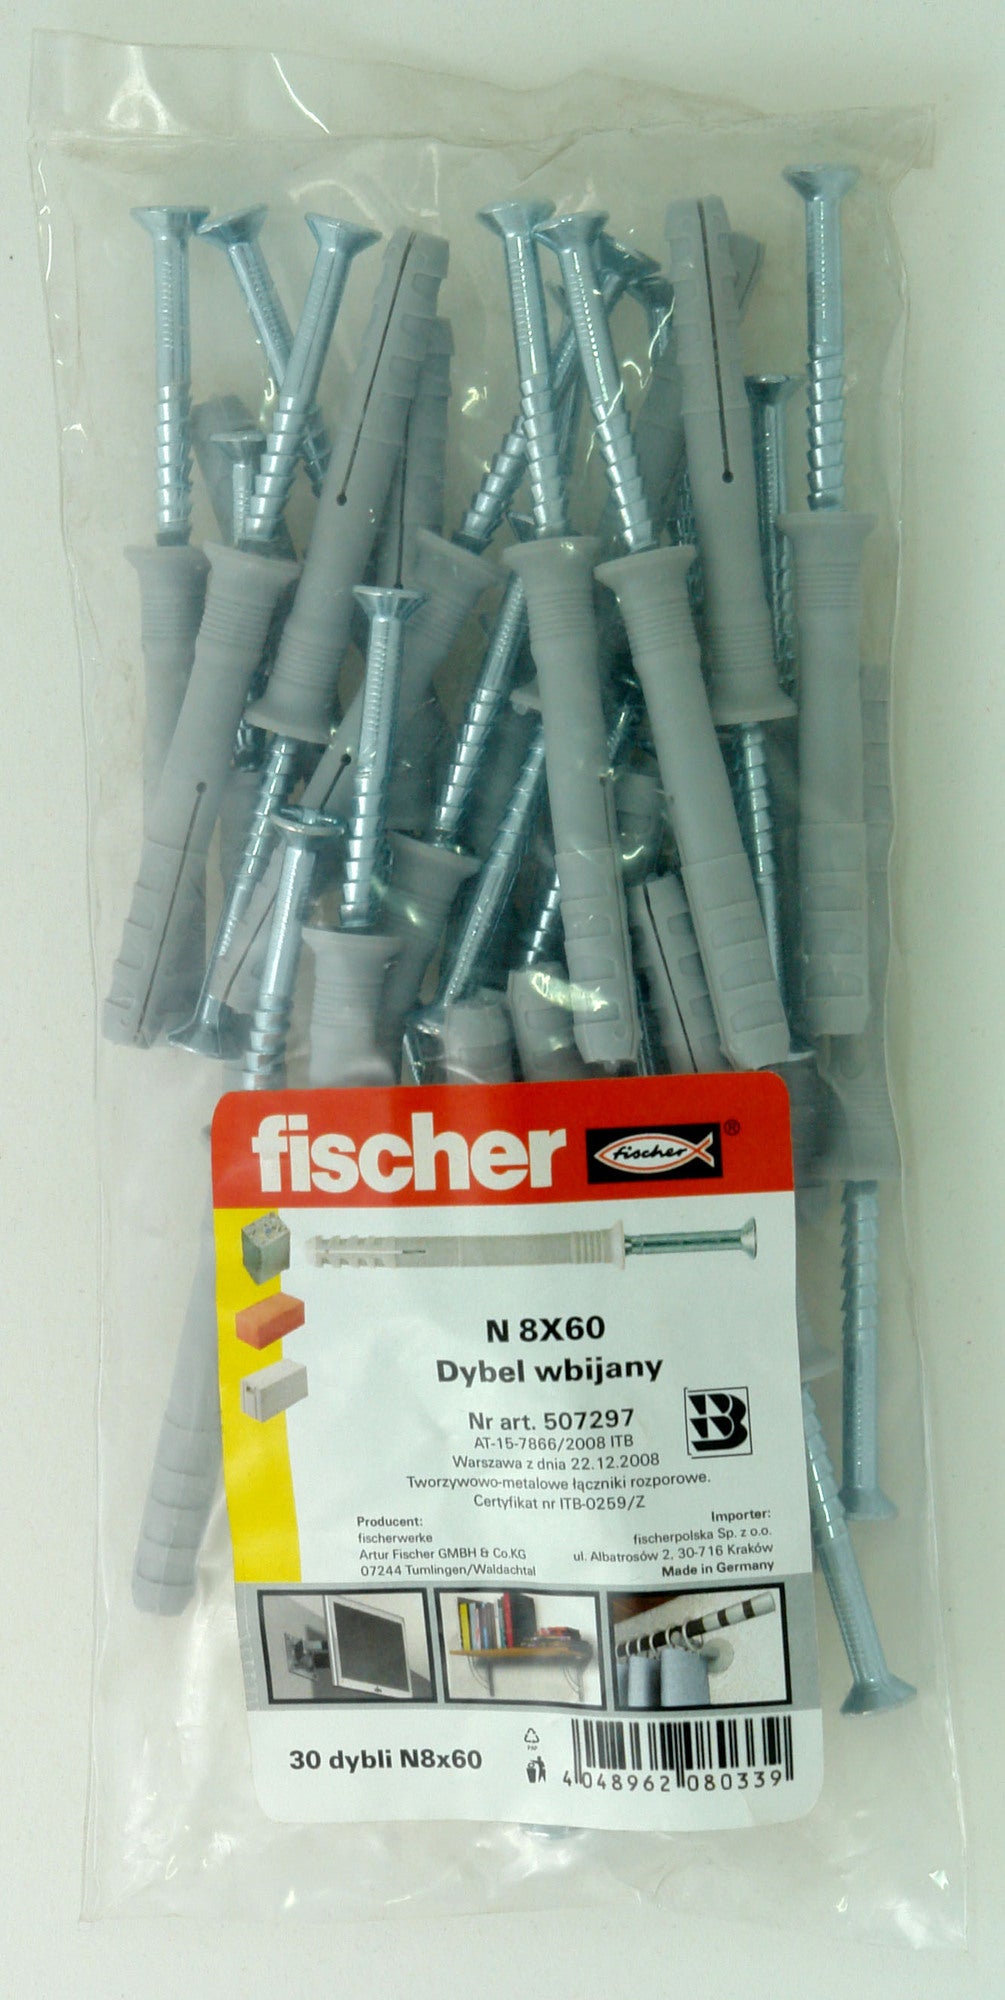 fischer
fischer ®
N 8X60
Dybel wbijany
Nr art. 507297
AT-15-7866/2008 ITB
Warszawa z dnia 22.12.2008
Tworzywowo-metalowe łączniki rozporowe.
Certyfikat nr ITB-0259/Z
B
Producent:
fischerwerke
Artur Fischer GMBH & Co.KG
07244 Tumlingen/Waldachtal
Importer:
fischerpolska Sp. z o.o.
ul. Albatrosów 2, 30-716 Kraków
Made in Germany
30 dybli N8x60
4 048962 080339